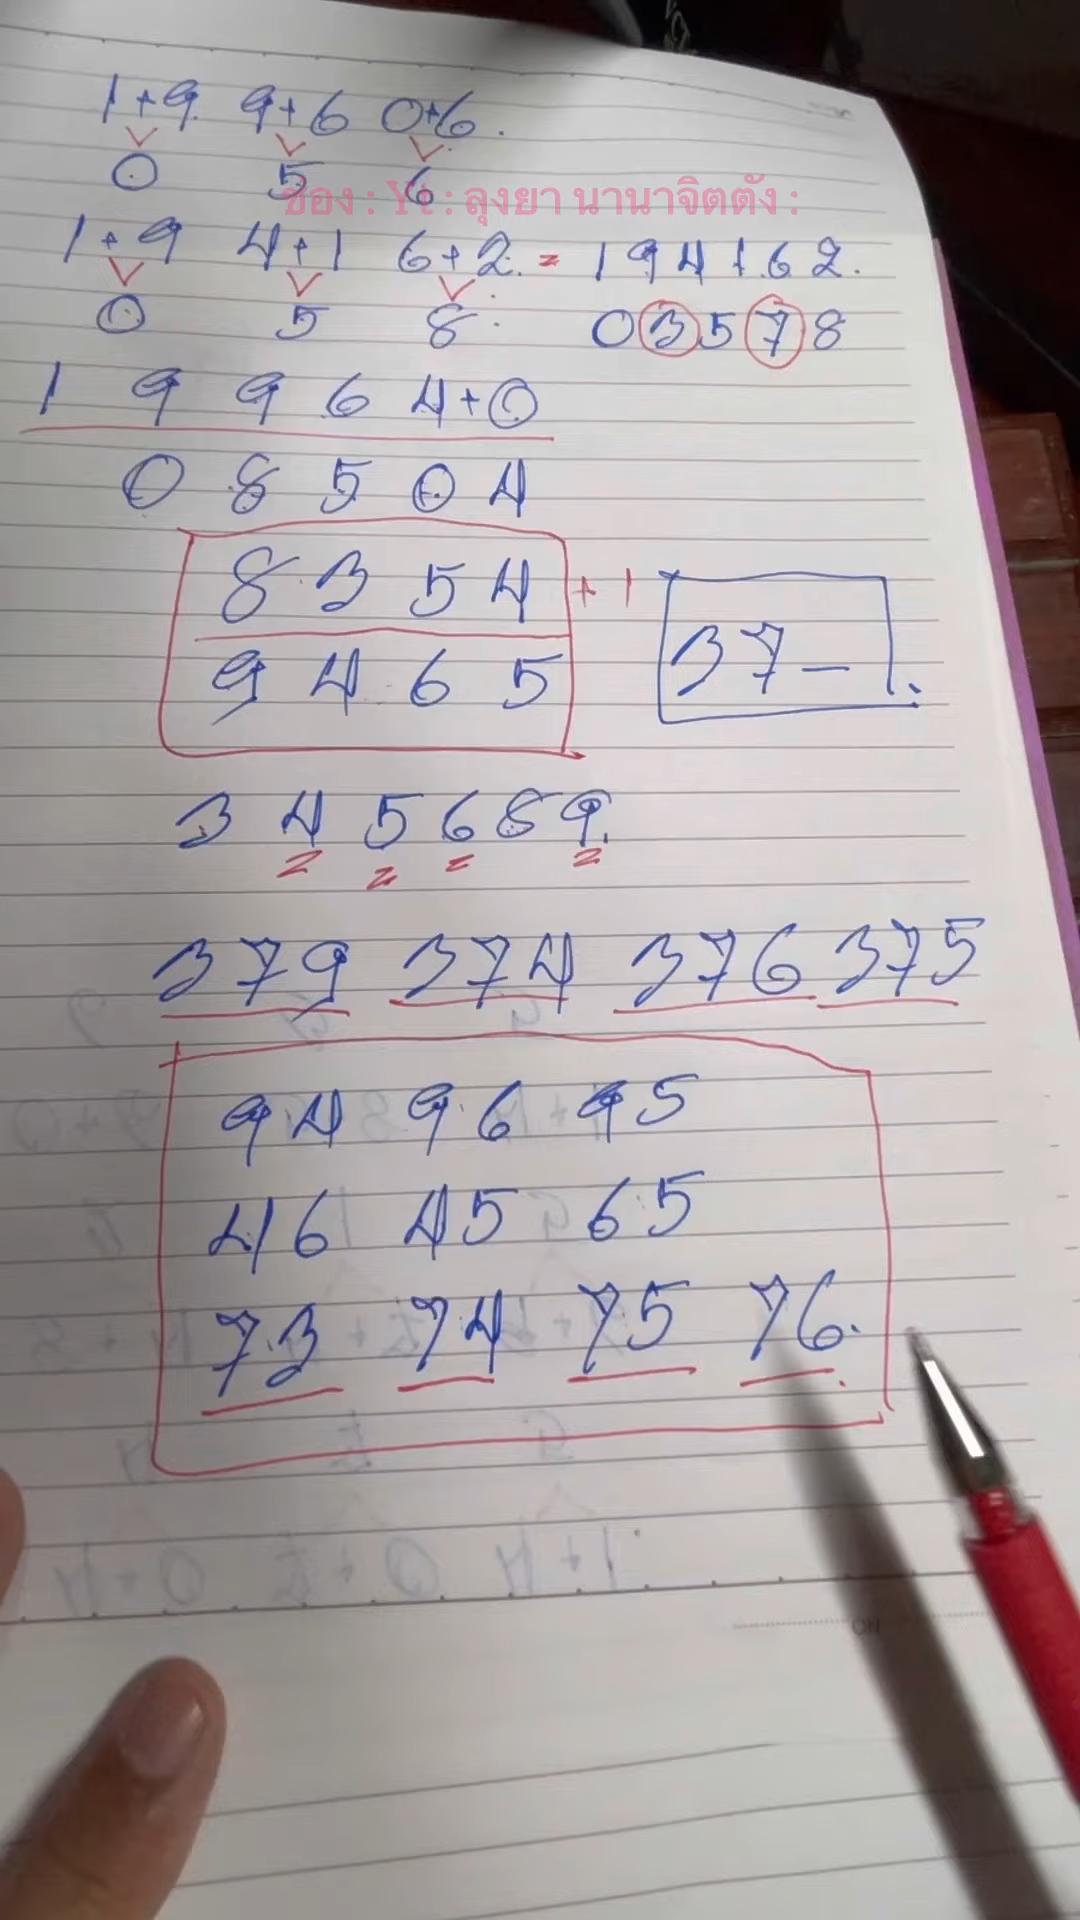 1+9 9+6 0+6.
0 5 6
ช่อง : Yt : ลุงยา นานาจิตตัง :
1+9 4+1 6+2. = 194162.
0 5 8. 03578
1 9 9 6 4+0
0 8 5 0 4
8 3 5 4 +1
9 4 6 5
37-
3 4 5 6 8 9.
379 374 376 375
94 96 95
46 45 65
73 74 75 76.